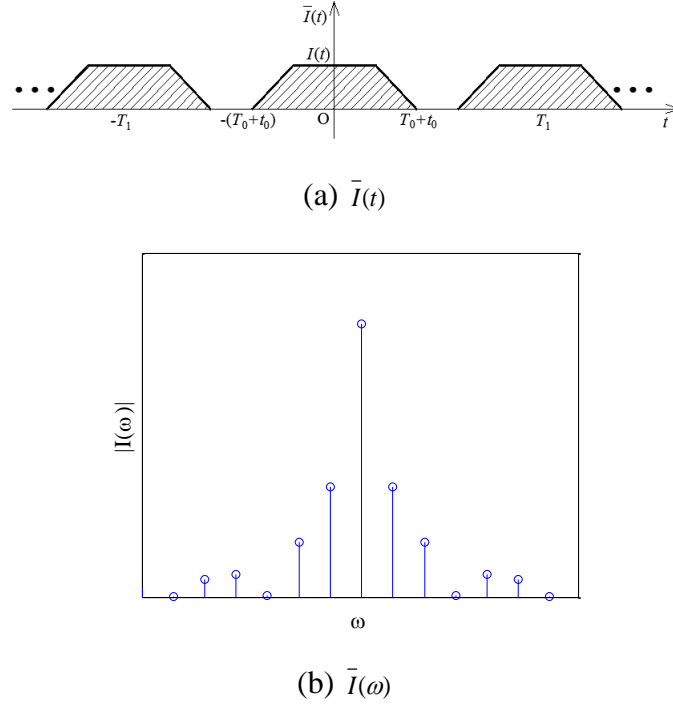 Ī(t)
I(t)
-T₁ -(T₀+t₀) O T₀+t₀ T₁ t
(a) Ī(t)
|I(ω)|
ω
(b) Ī(ω)